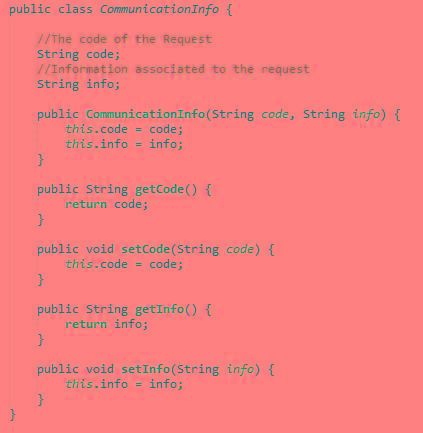 public class CommunicationInfo {
//The code of the Request
String code;
//Information associated to the request
String info;
public CommunicationInfo(String code, String info) {
this.code = code;
this.info = info;
}
public String getCode() {
return code;
}
public void setCode(String code) {
this.code = code;
}
public String getInfo() {
return info;
}
public void setInfo(String info) {
this.info = info;
}
}